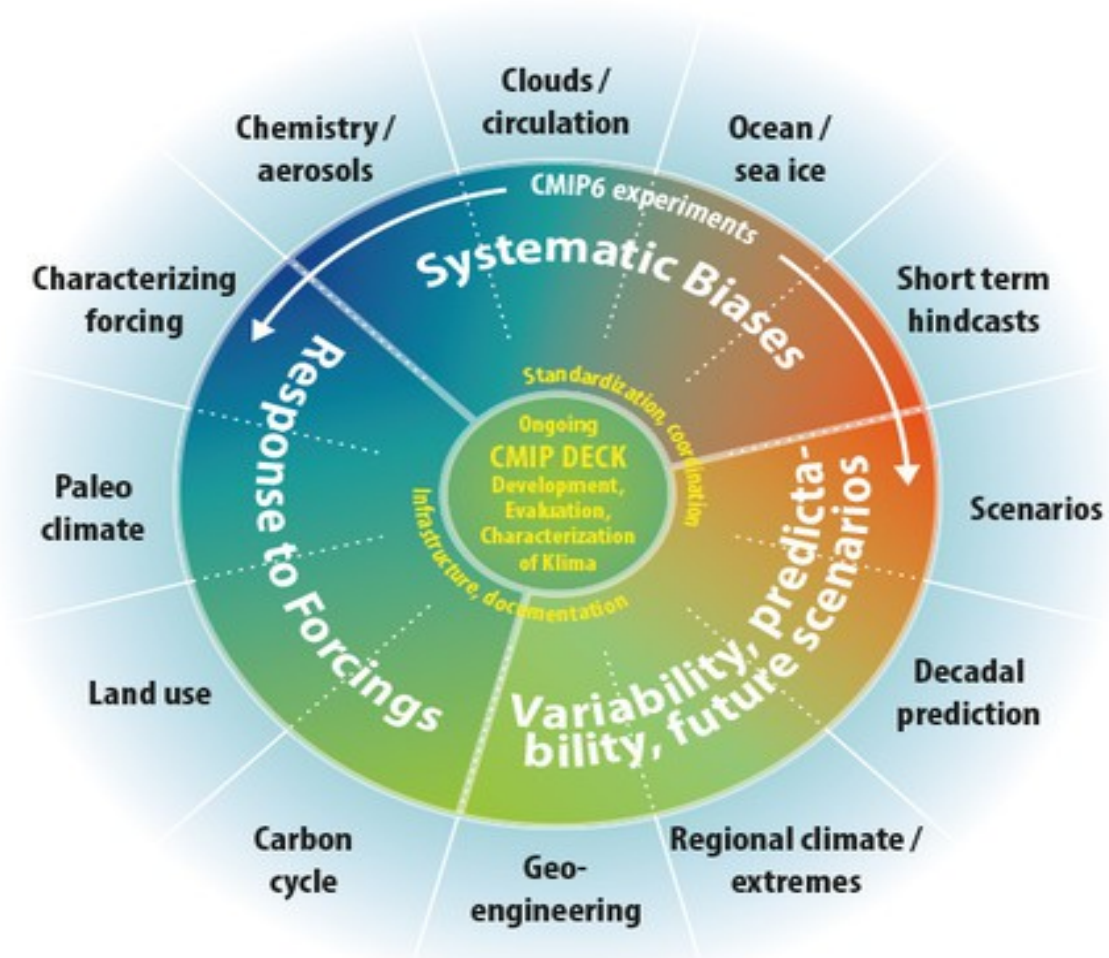 Clouds /
circulation
Ocean /
sea ice
Short term
hindcasts
Scenarios
Decadal
prediction
Regional climate /
extremes
Geo-
engineering
Carbon
cycle
Land use
Paleo
climate
Characterizing
forcing
Chemistry /
aerosols
CMIP6 experiments
Systematic Biases
Variability, predicta-
bility, future scenarios
Response to Forcings
Standardization, coordination
Infrastructure, documentation
Ongoing
CMIP DECK
Development,
Evaluation,
Characterization
of Klima